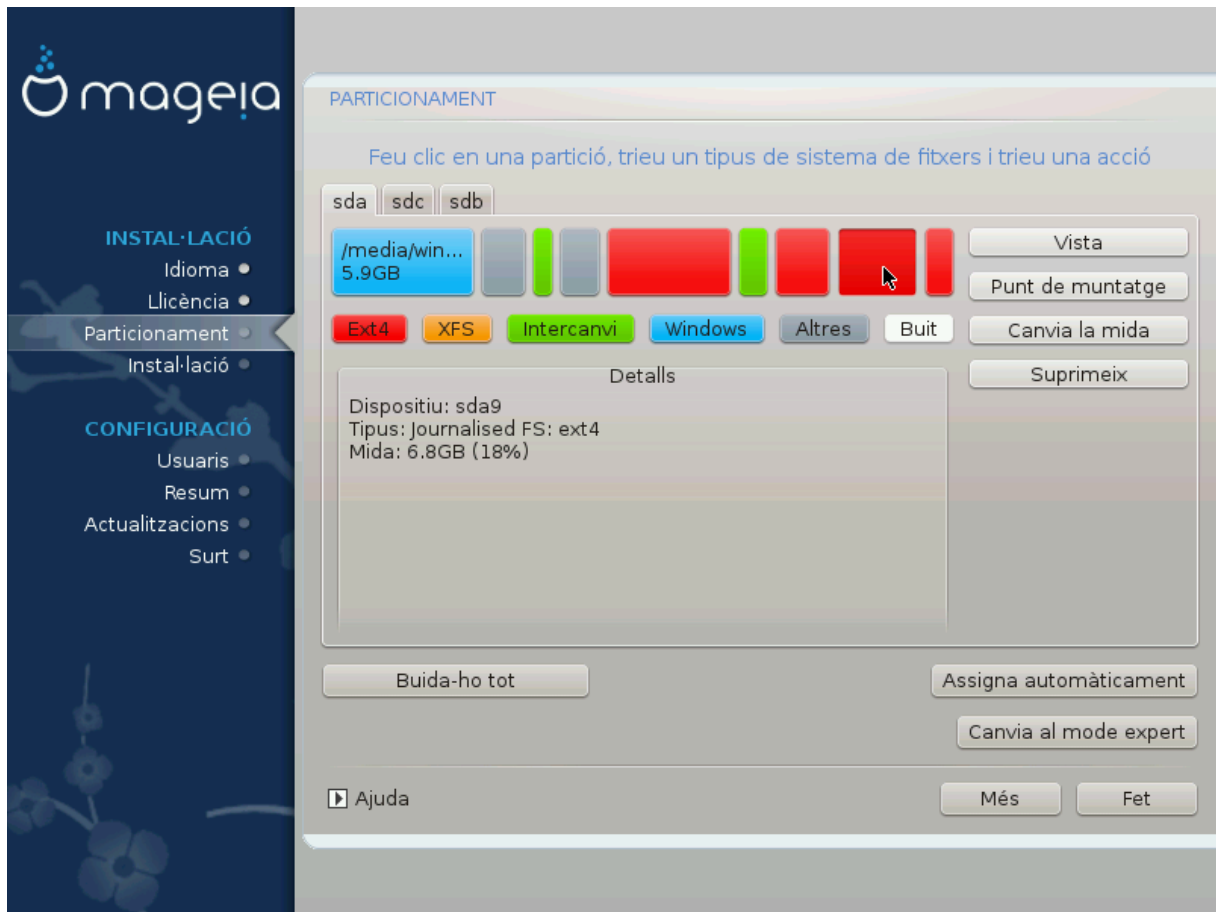 mageia
INSTAL·LACIÓ
Idioma
Llicència
Particionament
Instal·lació
CONFIGURACIÓ
Usuaris
Resum
Actualitzacions
Surt
PARTICIONAMENT
Feu clic en una partició, trieu un tipus de sistema de fitxers i trieu una acció
sda sdc sdb
/media/win...
5.9GB
Ext4 XFS Intercanvi Windows Altres Buit
Vista
Punt de muntatge
Canvia la mida
Suprimeix
Detalls
Dispositiu: sda9
Tipus: Journalised FS: ext4
Mida: 6.8GB (18%)
Buida-ho tot
Assigna automàticament
Canvia al mode expert
Ajuda
Més
Fet